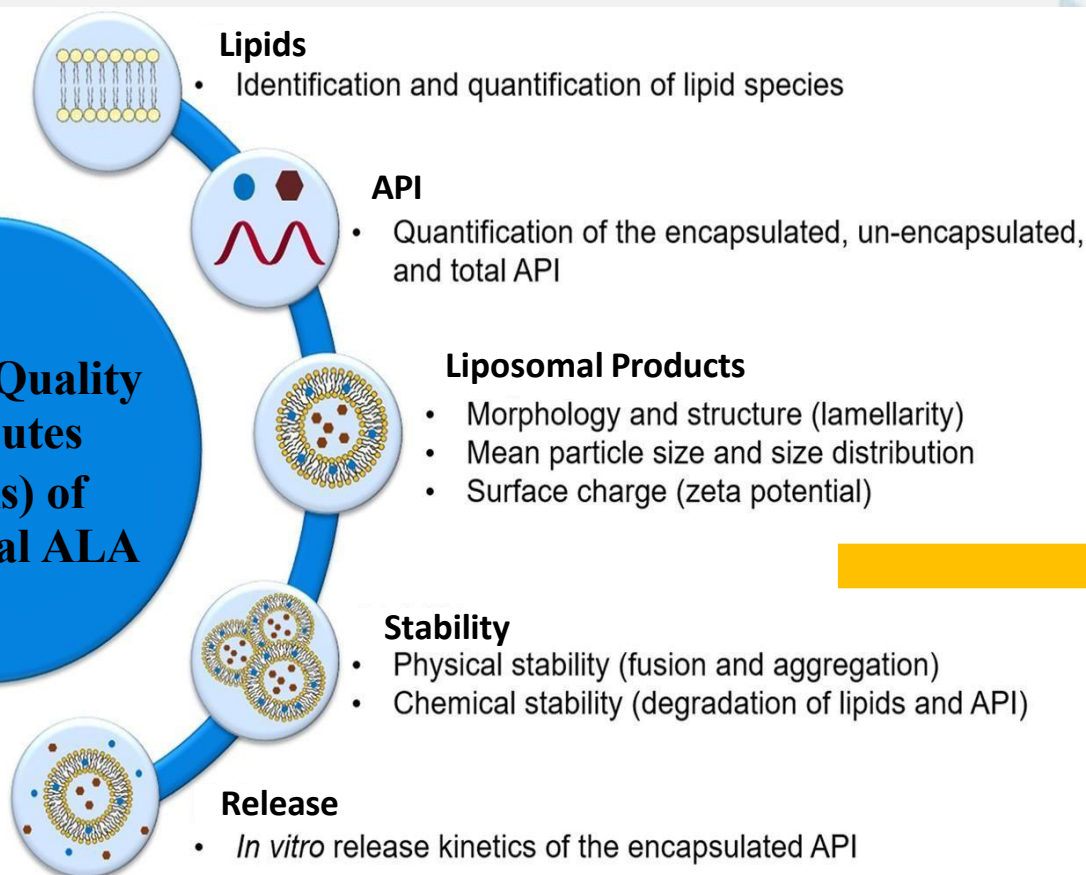 Lipids
• Identification and quantification of lipid species
API
• Quantification of the encapsulated, un-encapsulated,
and total API
Quality
utes
s) of
al ALA
Liposomal Products
• Morphology and structure (lamellarity)
• Mean particle size and size distribution
• Surface charge (zeta potential)
Stability
• Physical stability (fusion and aggregation)
• Chemical stability (degradation of lipids and API)
Release
• In vitro release kinetics of the encapsulated API